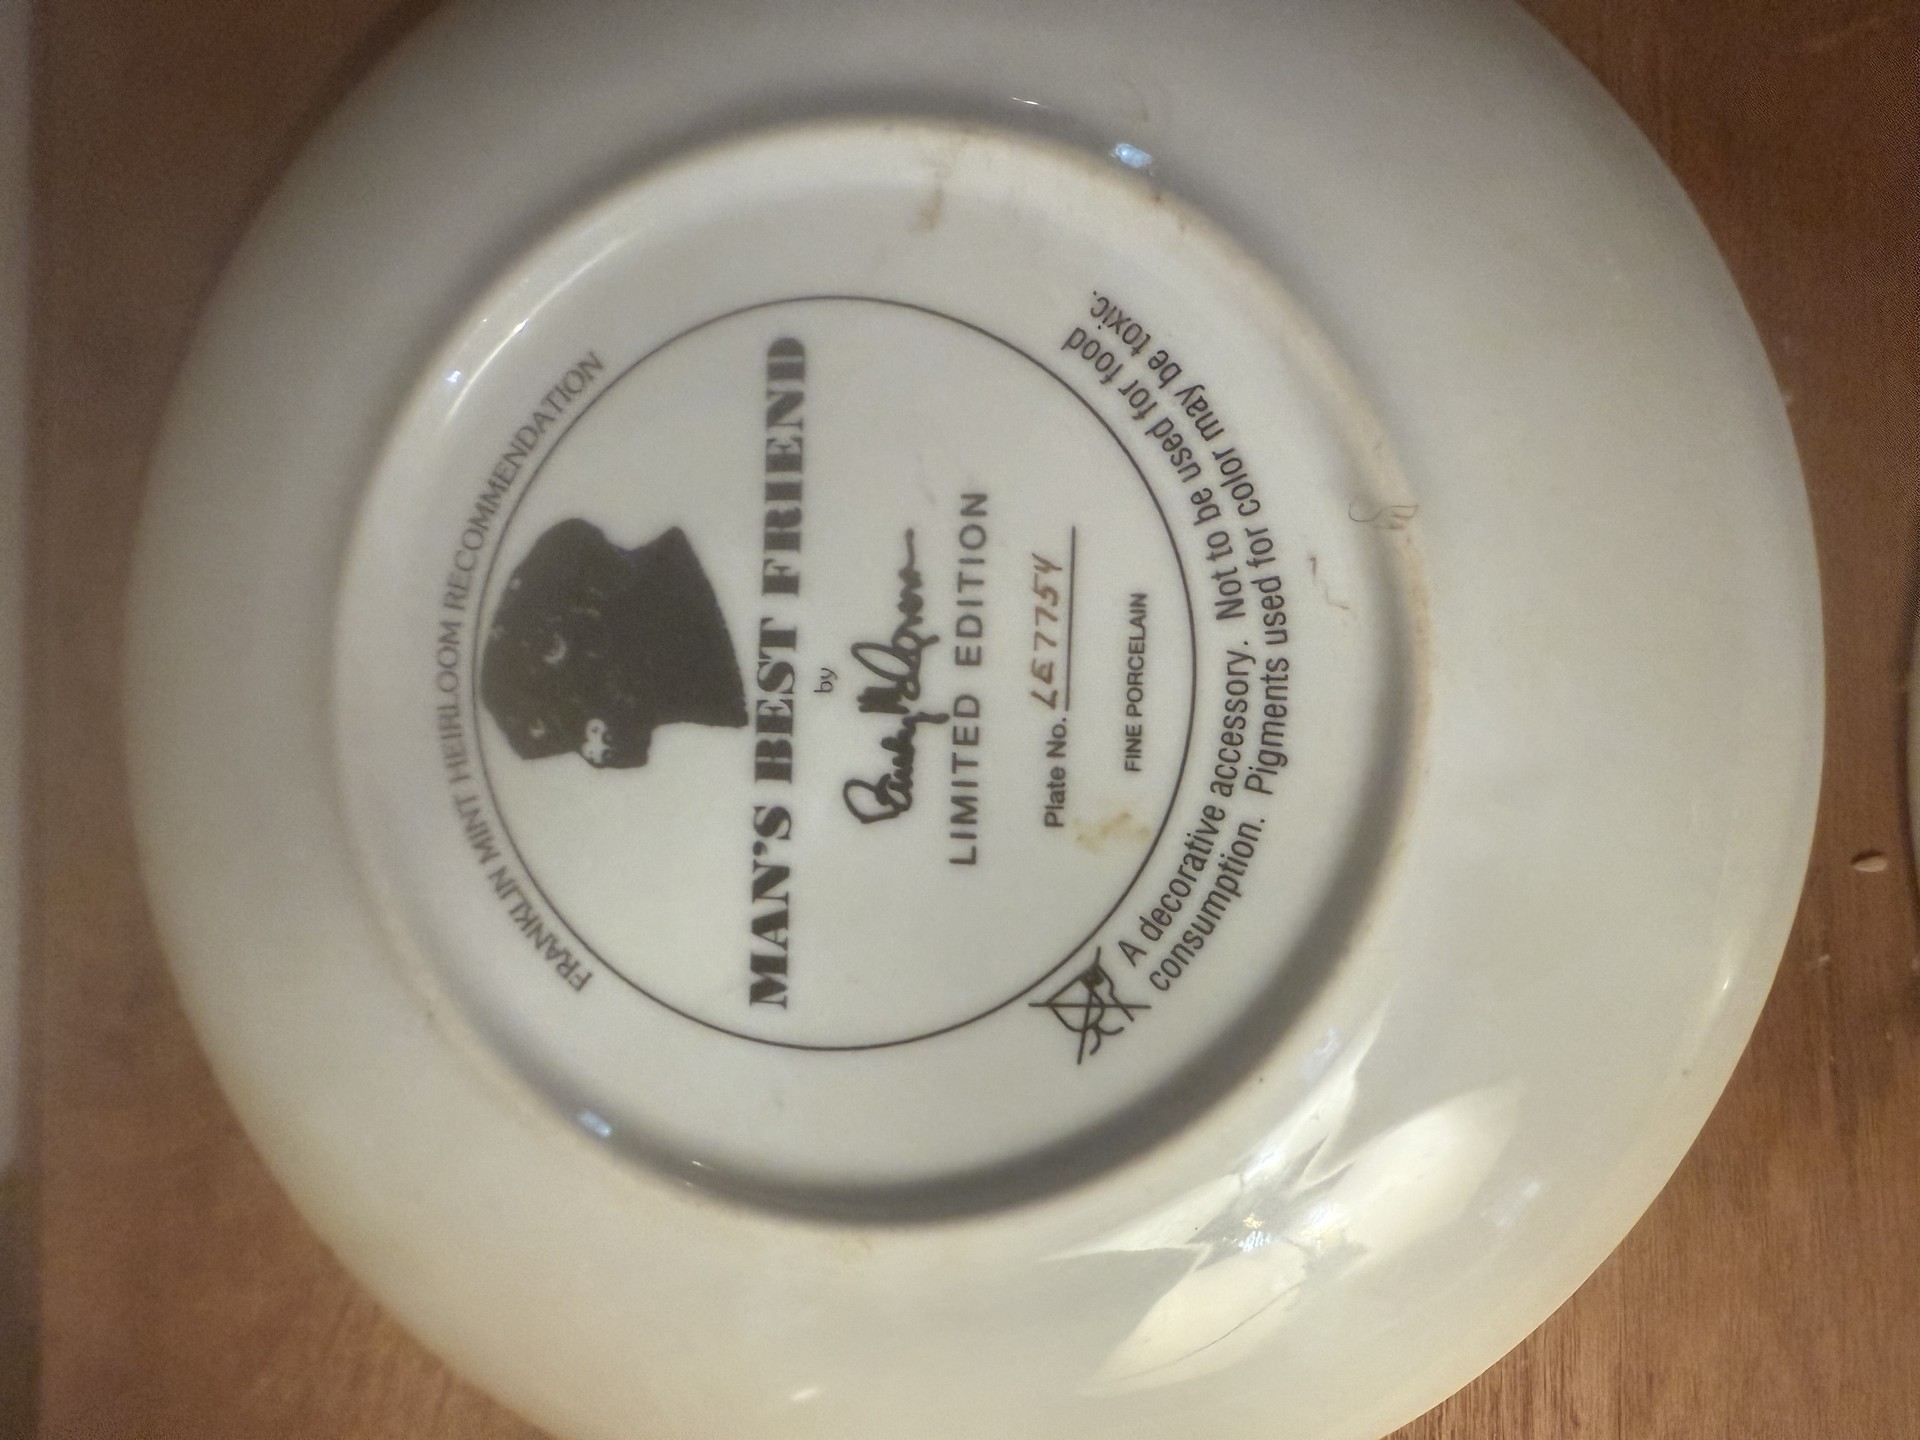 FRANKLIN MINT HEIRLOOM RECOMMENDATION
MAN'S BEST FRIEND
by
LIMITED EDITION
Plate No. LE7754
FINE PORCELAIN
A decorative accessory. Not to be used for food
consumption. Pigments used for color may be toxic.